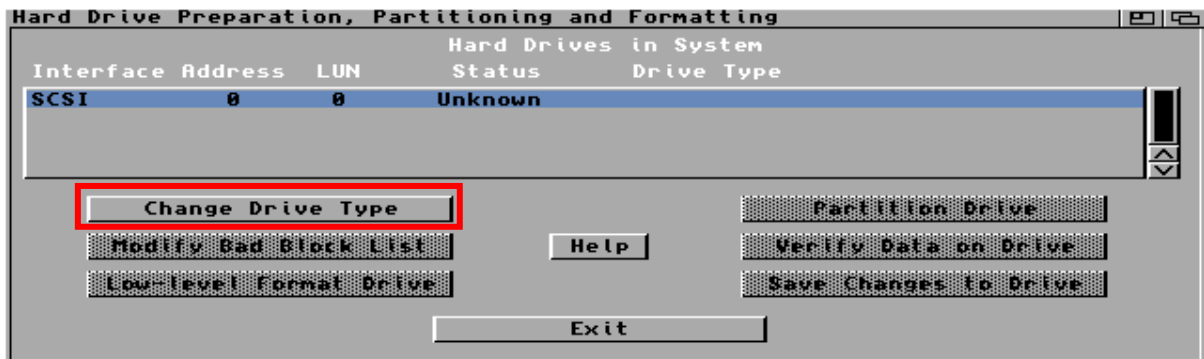 Hard Drive Preparation, Partitioning and Formatting
Hard Drives in System
Interface Address LUN Status Drive Type
SCSI 0 0 Unknown
Change Drive Type Partition Drive
Modify Bad Block List Help Verify Data on Drive
Low-level Format Drive Save Changes to Drive
Exit